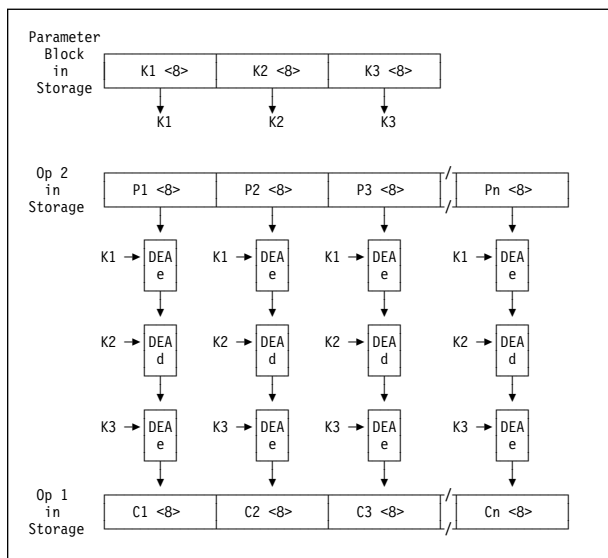 Parameter
Block
in
Storage
K1 <8> K2 <8> K3 <8>
K1 K2 K3
Op 2
in
Storage
P1 <8> P2 <8> P3 <8> Pn <8>
K1 DEA e K1 DEA e K1 DEA e K1 DEA e
K2 DEA d K2 DEA d K2 DEA d K2 DEA d
K3 DEA e K3 DEA e K3 DEA e K3 DEA e
Op 1
in
Storage
C1 <8> C2 <8> C3 <8> Cn <8>